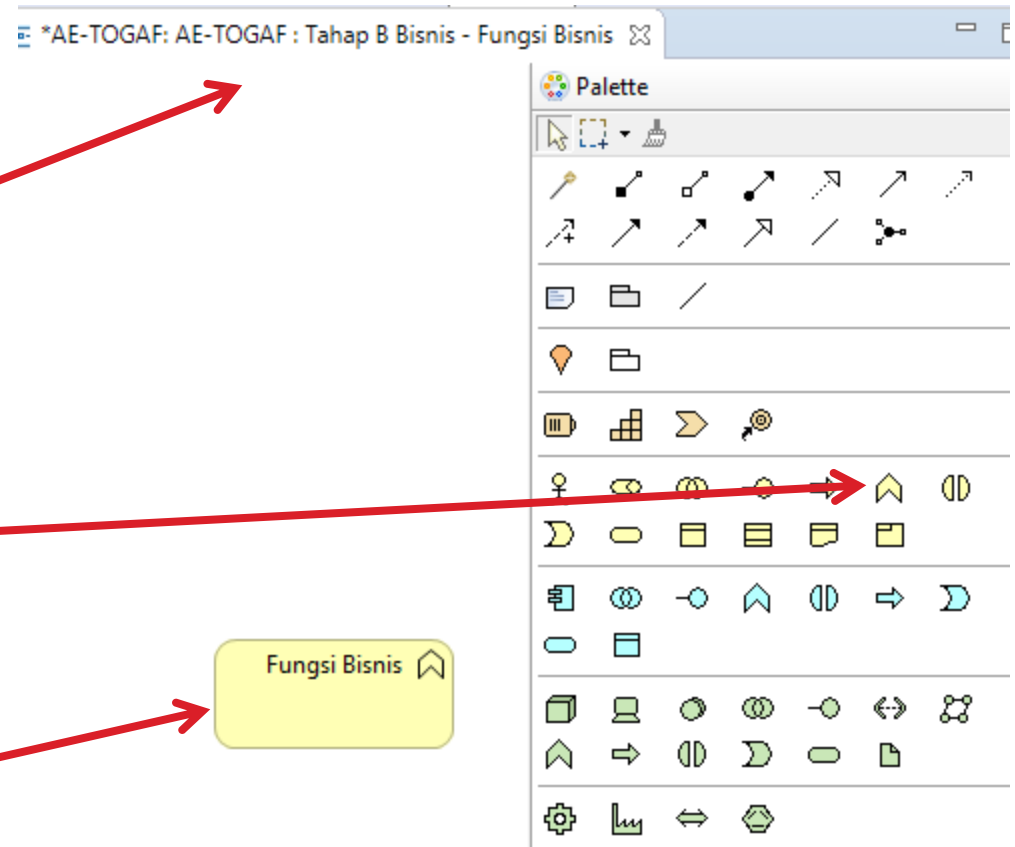 *AE-TOGAF: AE-TOGAF : Tahap B Bisnis - Fungsi Bisnis
Palette
Fungsi Bisnis